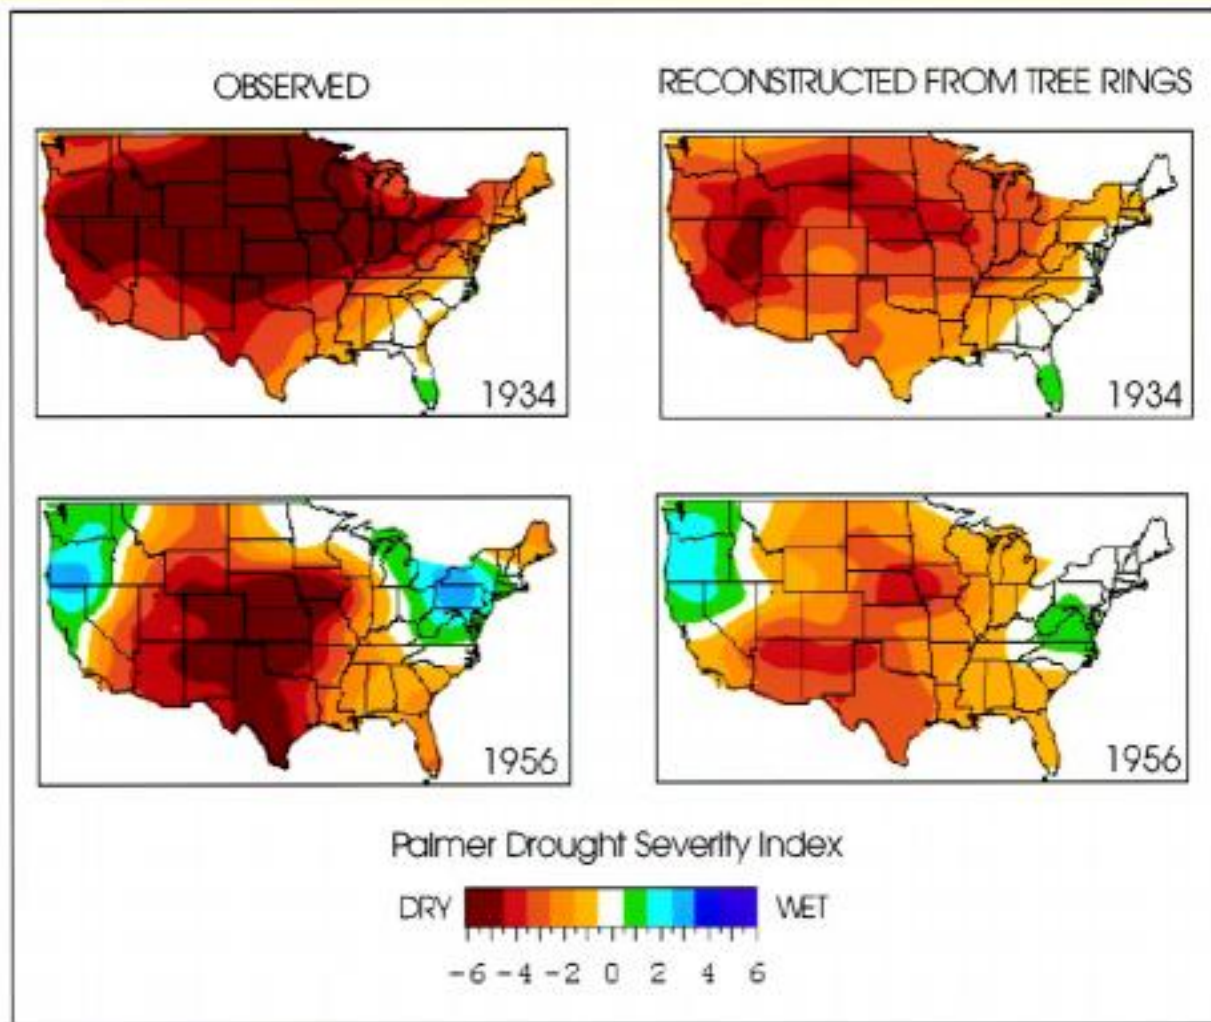 OBSERVED
RECONSTRUCTED FROM TREE RINGS
1934
1934
1956
1956
Palmer Drought Severity Index
DRY
WET
-6 -4 -2 0 2 4 6